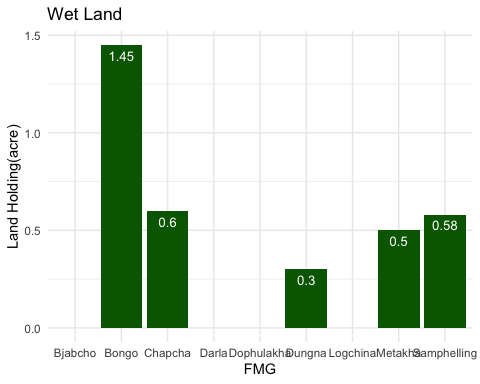 Wet Land
1.5
1.0
0.5
0.0
Land Holding(acre)
1.45
0.6
0.3
0.5
0.58
Bjabcho Bongo Chapcha Darla Dophulakha Dungna Logchina Metakha Samphelling
FMG